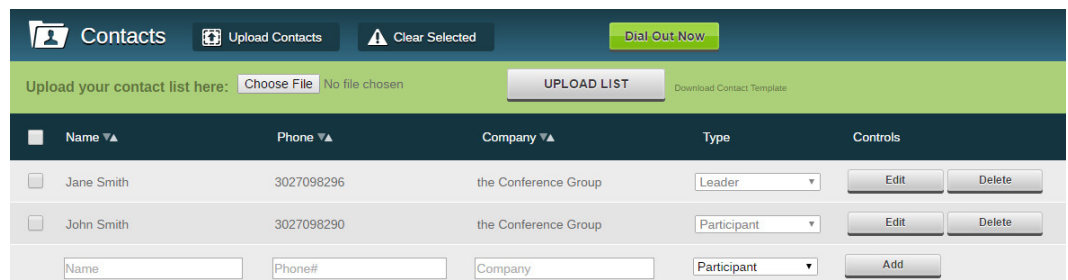 Contacts Upload Contacts Clear Selected Dial Out Now
Upload your contact list here: Choose File No file chosen UPLOAD LIST Download Contact Template
Name Phone Company Type Controls
Jane Smith 3027098296 the Conference Group Leader Edit Delete
John Smith 3027098290 the Conference Group Participant Edit Delete
Name Phone# Company Participant Add